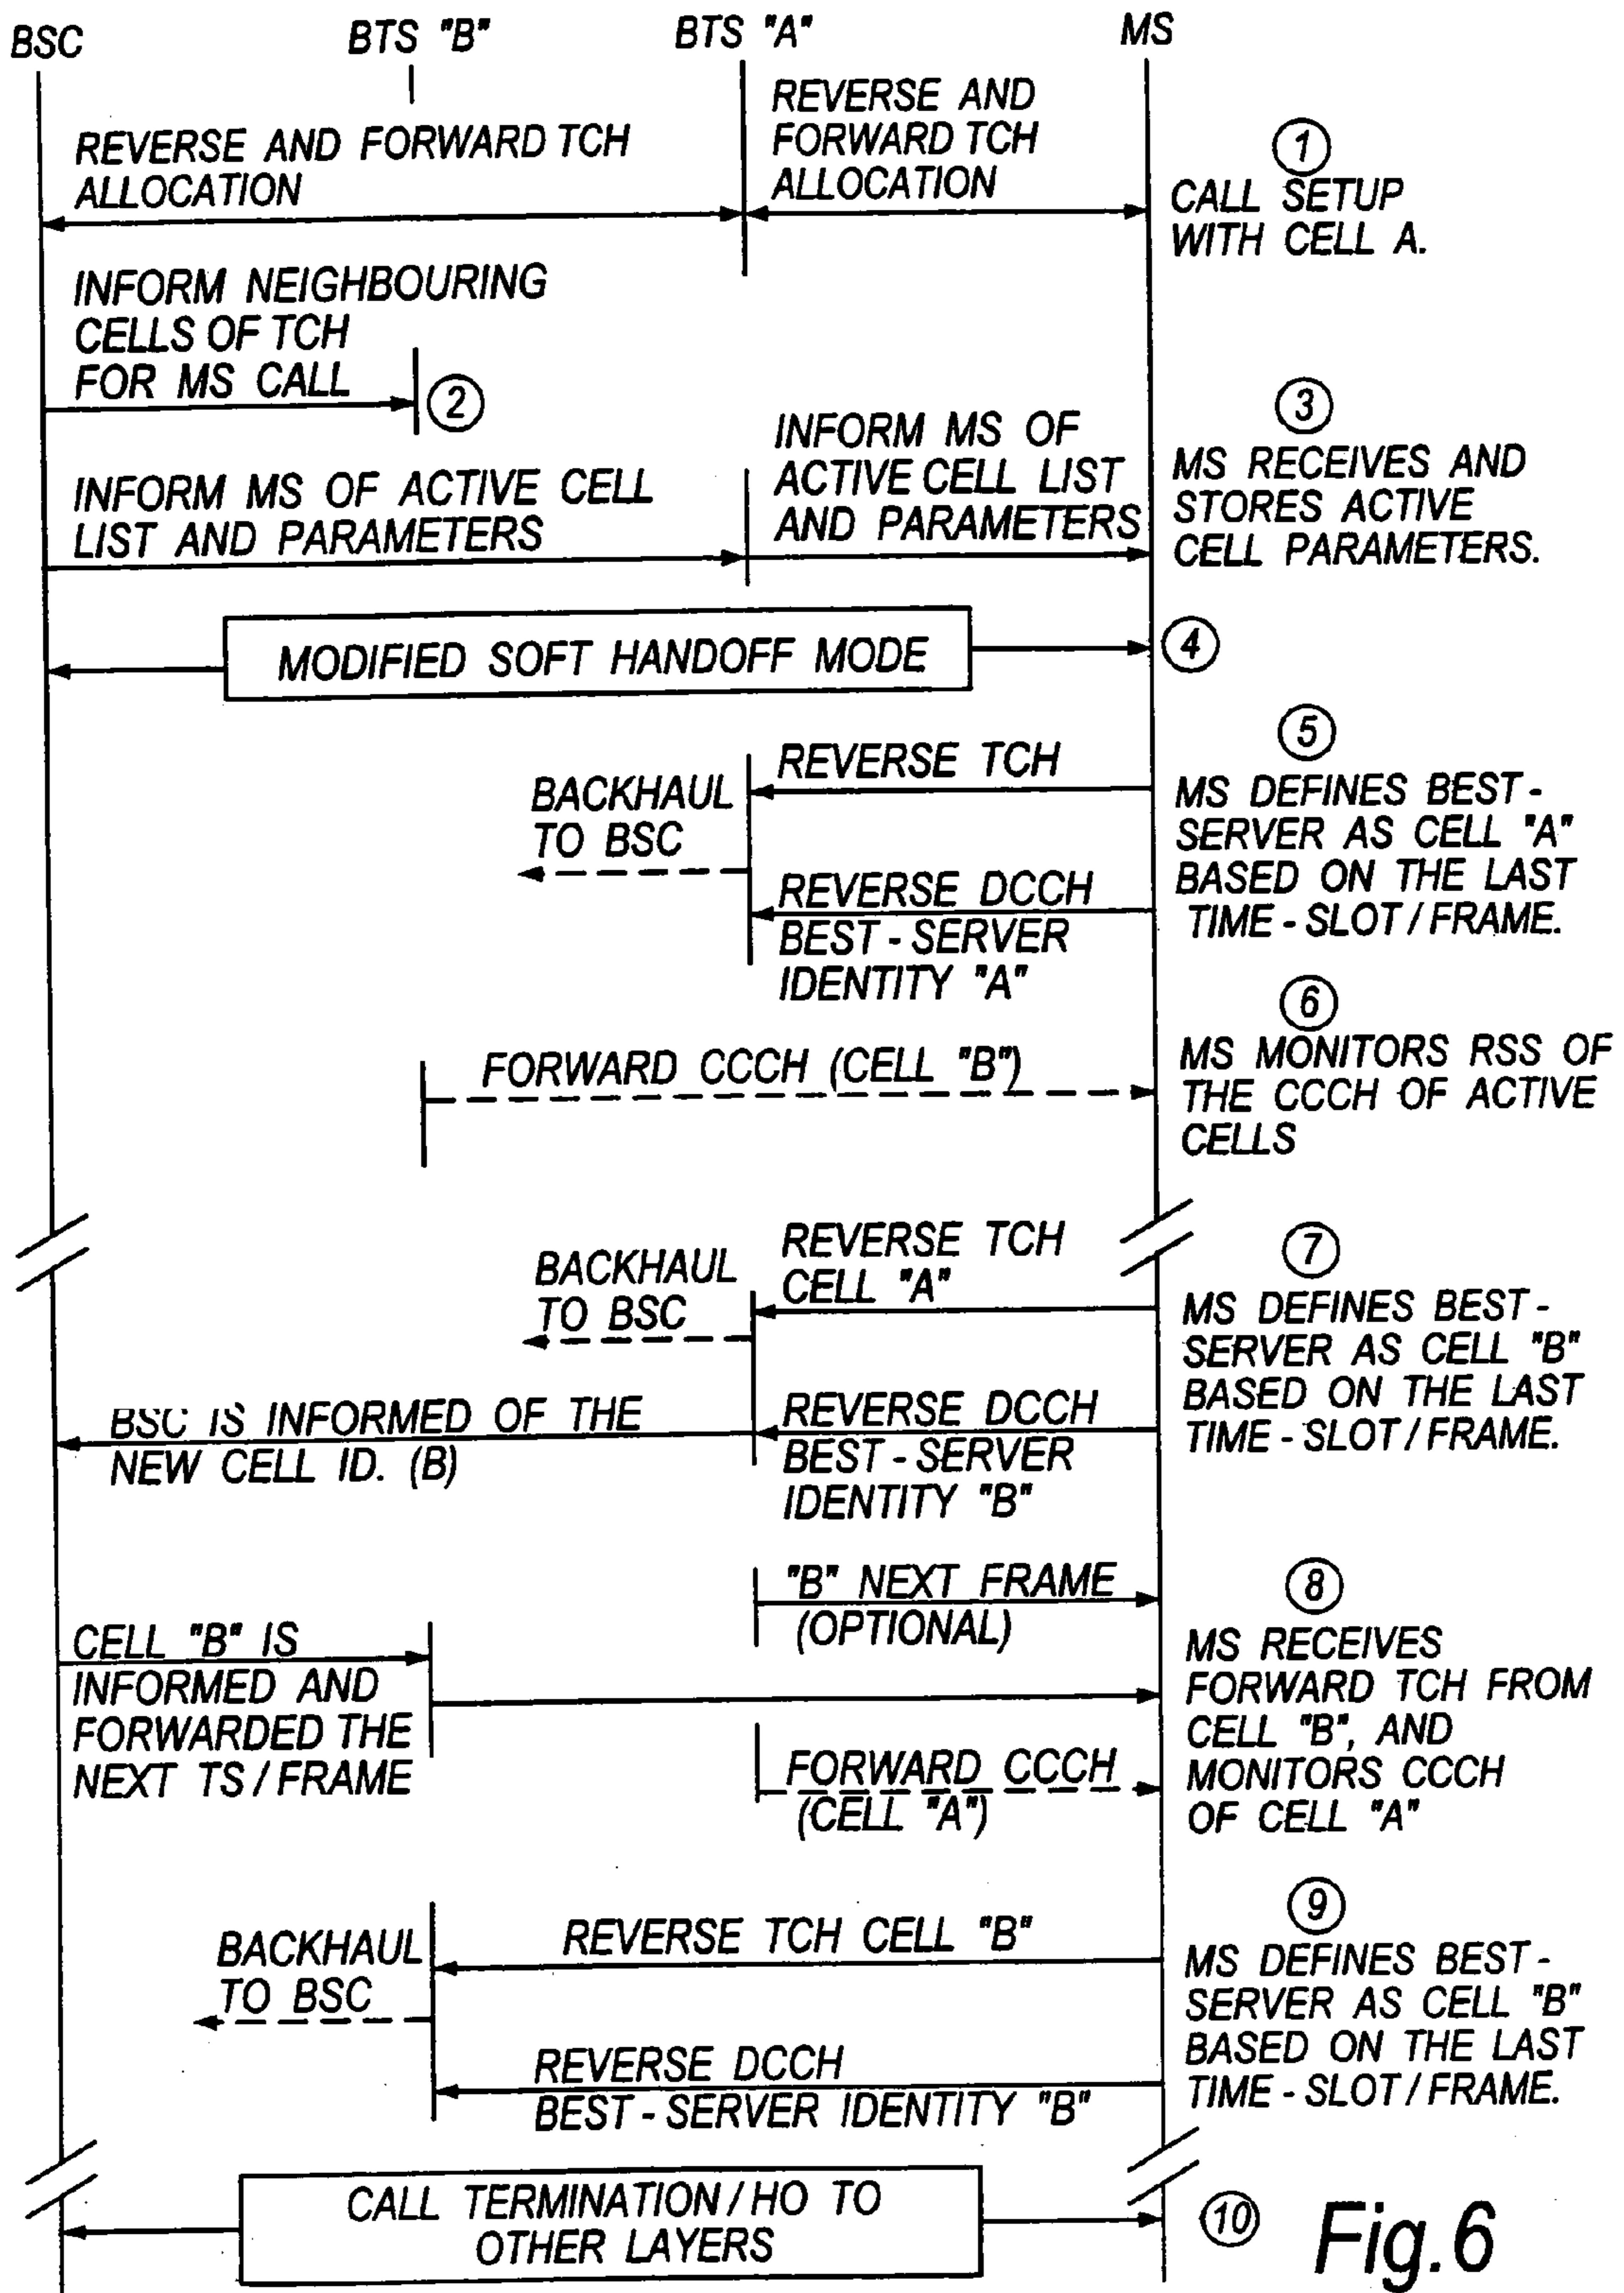 BSC
BTS "B"
BTS "A"
MS
REVERSE AND FORWARD TCH
ALLOCATION
REVERSE AND
FORWARD TCH
ALLOCATION
1
CALL SETUP
WITH CELL A.
INFORM NEIGHBOURING
CELLS OF TCH
FOR MS CALL
2
INFORM MS OF ACTIVE CELL
LIST AND PARAMETERS
INFORM MS OF
ACTIVE CELL LIST
AND PARAMETERS
3
MS RECEIVES AND
STORES ACTIVE
CELL PARAMETERS.
MODIFIED SOFT HANDOFF MODE
4
BACKHAUL
TO BSC
REVERSE TCH
REVERSE DCCH
BEST - SERVER
IDENTITY "A"
5
MS DEFINES BEST -
SERVER AS CELL "A"
BASED ON THE LAST
TIME - SLOT / FRAME.
FORWARD CCCH (CELL "B")
6
MS MONITORS RSS OF
THE CCCH OF ACTIVE
CELLS
BACKHAUL
TO BSC
REVERSE TCH
CELL "A"
7
MS DEFINES BEST -
SERVER AS CELL "B"
BASED ON THE LAST
TIME - SLOT / FRAME.
BSC IS INFORMED OF THE
NEW CELL ID. (B)
REVERSE DCCH
BEST - SERVER
IDENTITY "B"
"B" NEXT FRAME
(OPTIONAL)
CELL "B" IS
INFORMED AND
FORWARDED THE
NEXT TS / FRAME
FORWARD CCCH
(CELL "A")
8
MS RECEIVES
FORWARD TCH FROM
CELL "B", AND
MONITORS CCCH
OF CELL "A"
BACKHAUL
TO BSC
REVERSE TCH CELL "B"
REVERSE DCCH
BEST - SERVER IDENTITY "B"
9
MS DEFINES BEST -
SERVER AS CELL "B"
BASED ON THE LAST
TIME - SLOT / FRAME.
CALL TERMINATION / HO TO
OTHER LAYERS
10
Fig.6